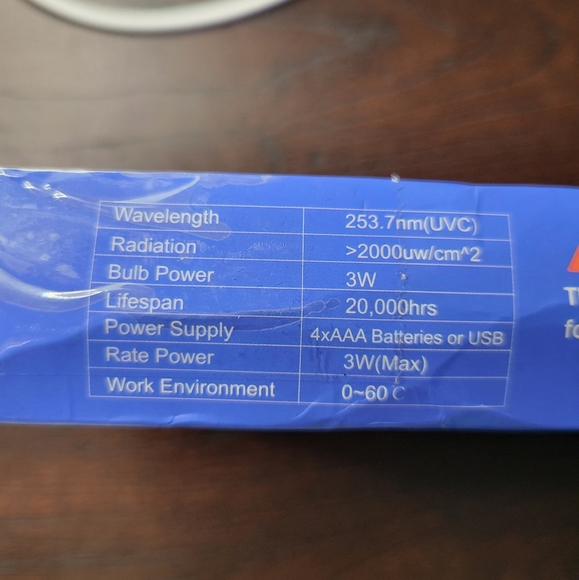 Wavelength 253.7nm(UVC)
Radiation >2000uw/cm^2
Bulb Power 3W
Lifespan 20,000hrs
Power Supply 4xAAA Batteries or USB
Rate Power 3W(Max)
Work Environment 0~60℃